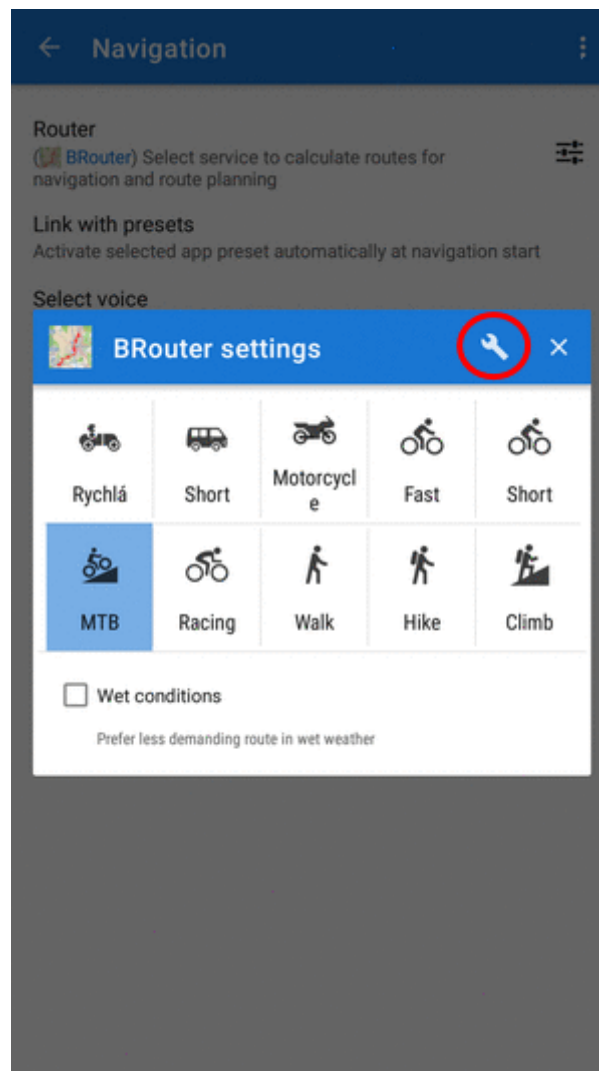 Navigation
Router
(BRouter) Select service to calculate routes for
navigation and route planning
Link with presets
Activate selected app preset automatically at navigation start
Select voice
BRouter settings
Rychlá
Short
Motorcycl
e
Fast
Short
MTB
Racing
Walk
Hike
Climb
Wet conditions
Prefer less demanding route in wet weather